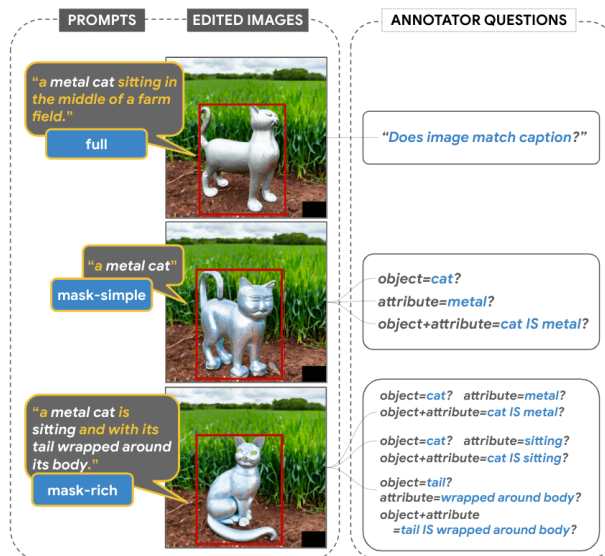 PROMPTS
EDITED IMAGES
ANNOTATOR QUESTIONS
“a metal cat sitting in
the middle of a farm
field.”
full
“Does image match caption?”
“a metal cat”
mask-simple
object=cat?
attribute=metal?
object+attribute=cat IS metal?
“a metal cat is
sitting and with its
tail wrapped around
its body.”
mask-rich
object=cat? attribute=metal?
object+attribute=cat IS metal?
object=cat? attribute=sitting?
object+attribute=cat IS sitting?
object=tail?
attribute=wrapped around body?
object+attribute
=tail IS wrapped around body?